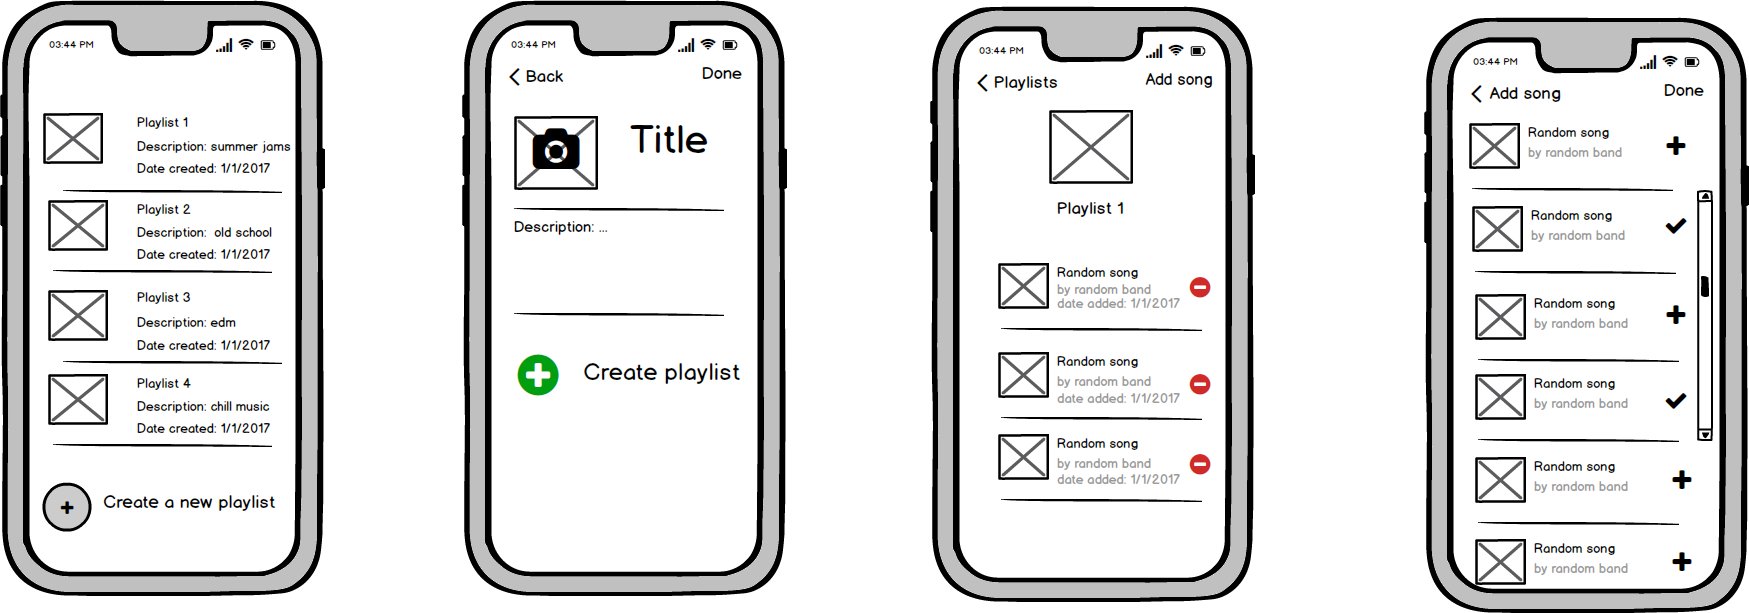 03:44 PM
Playlist 1
Description: summer jams
Date created: 1/1/2017
Playlist 2
Description: old school
Date created: 1/1/2017
Playlist 3
Description: edm
Date created: 1/1/2017
Playlist 4
Description: chill music
Date created: 1/1/2017
Create a new playlist
03:44 PM
Back
Done
Title
Description: ...
Create playlist
03:44 PM
Playlists
Add song
Playlist 1
Random song
by random band
date added: 1/1/2017
Random song
by random band
date added: 1/1/2017
Random song
by random band
date added: 1/1/2017
03:44 PM
Add song
Done
Random song
by random band
Random song
by random band
Random song
by random band
Random song
by random band
Random song
by random band
Random song
by random band